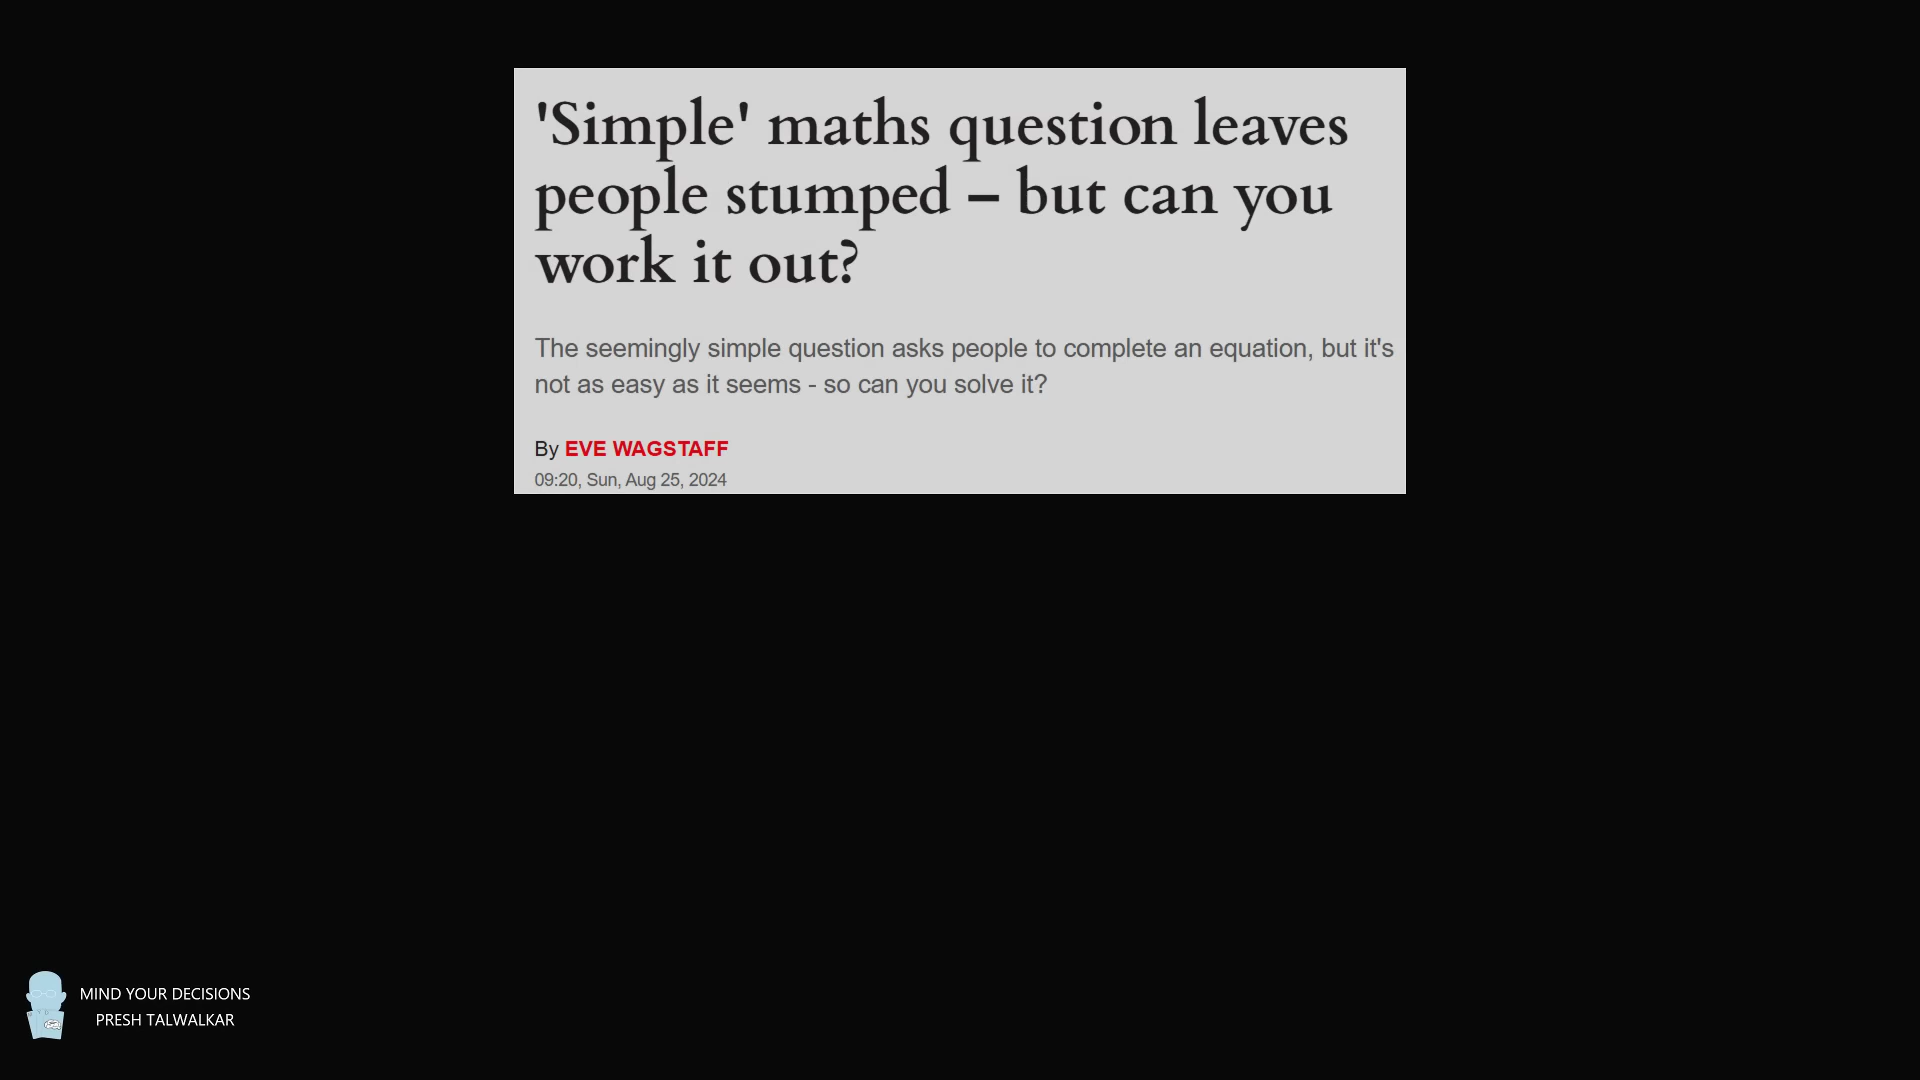 'Simple' maths question leaves
people stumped – but can you
work it out?
The seemingly simple question asks people to complete an equation, but it's
not as easy as it seems - so can you solve it?
By EVE WAGSTAFF
09:20, Sun, Aug 25, 2024
MIND YOUR DECISIONS
PRESH TALWALKAR